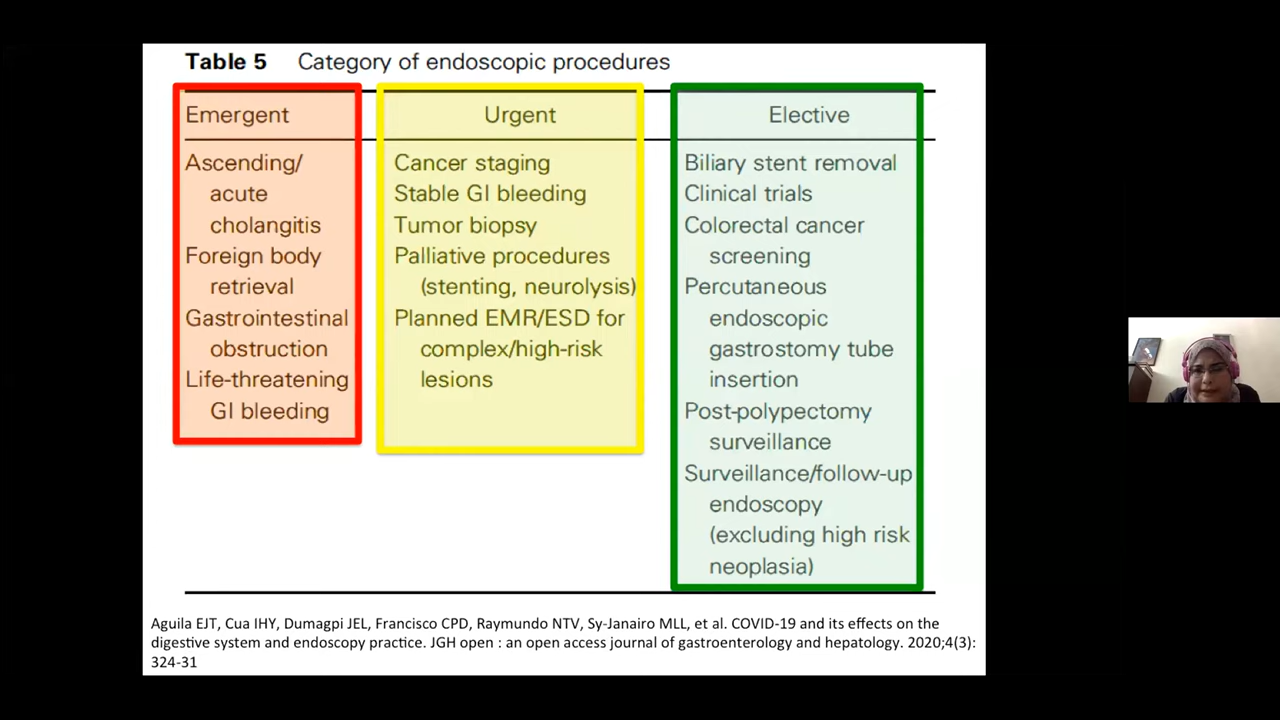 Table 5 Category of endoscopic procedures
Emergent
Ascending/
acute
cholangitis
Foreign body
retrieval
Gastrointestinal
obstruction
Life-threatening
GI bleeding
Urgent
Cancer staging
Stable GI bleeding
Tumor biopsy
Palliative procedures
(stenting, neurolysis)
Planned EMR/ESD for
complex/high-risk
lesions
Elective
Biliary stent removal
Clinical trials
Colorectal cancer
screening
Percutaneous
endoscopic
gastrostomy tube
insertion
Post-polypectomy
surveillance
Surveillance/follow-up
endoscopy
(excluding high risk
neoplasia)
Aguila EJT, Cua IHY, Dumagpi JEL, Francisco CPD, Raymundo NTV, Sy-Janairo MLL, et al. COVID-19 and its effects on the
digestive system and endoscopy practice. JGH open : an open access journal of gastroenterology and hepatology. 2020;4(3):
324-31